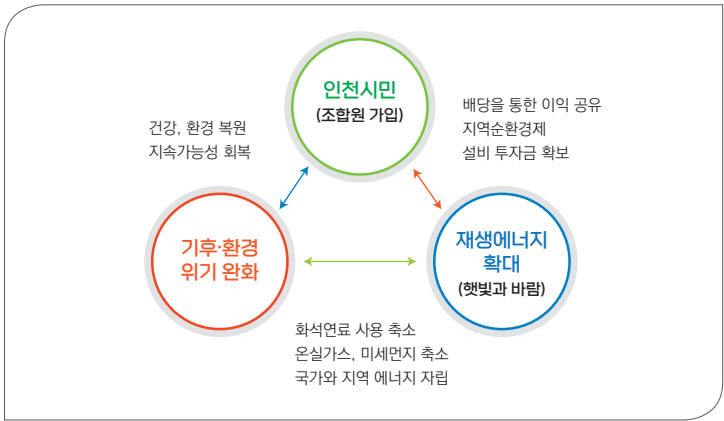 인천시민
(조합원 가입)
건강, 환경 복원
지속가능성 회복
배당을 통한 이익 공유
지역순환경제
설비 투자금 확보
기후·환경
위기 완화
재생에너지
확대
(햇빛과 바람)
화석연료 사용 축소
온실가스, 미세먼지 축소
국가와 지역 에너지 자립